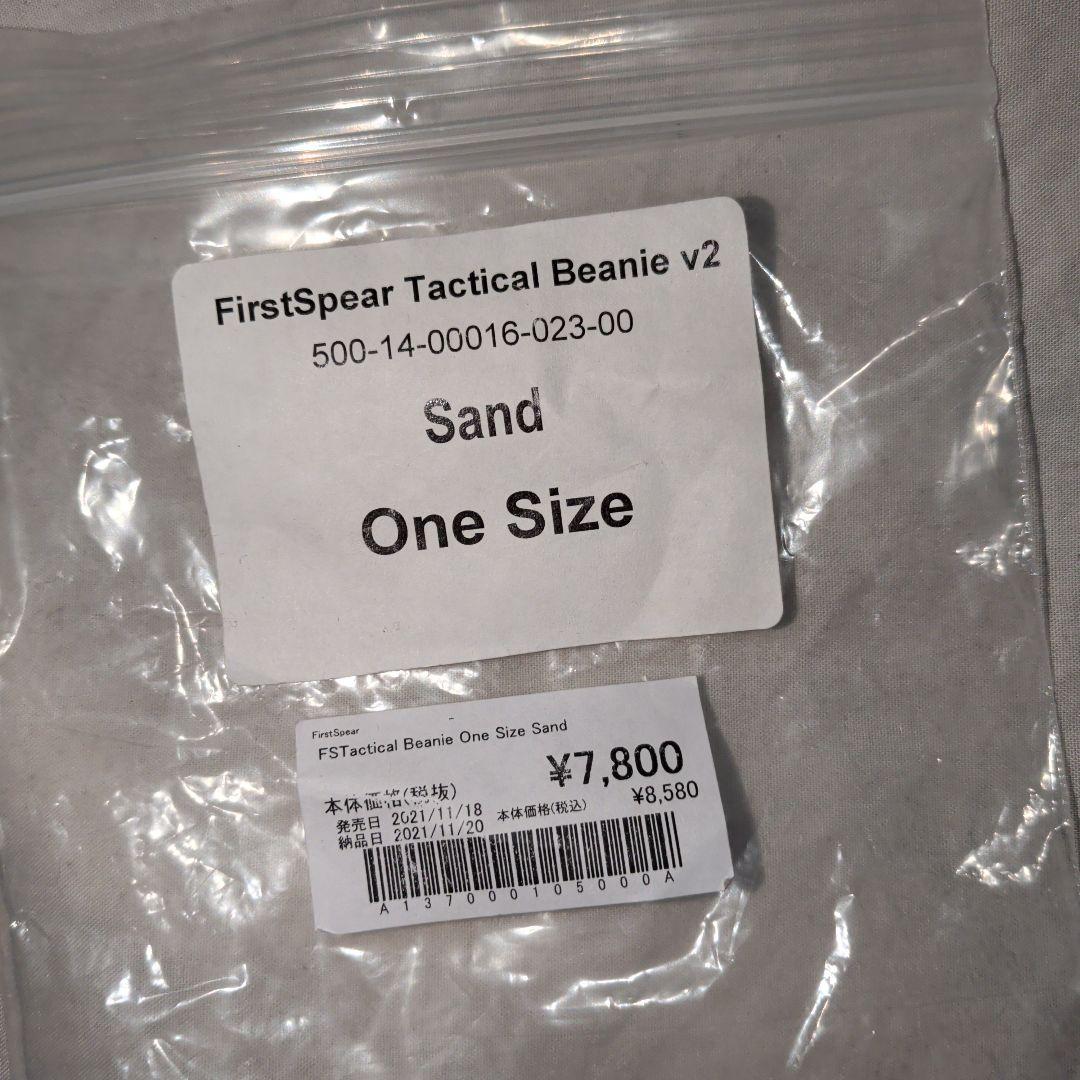 FirstSpear Tactical Beanie v2
500-14-00016-023-00
Sand
One Size
FirstSpear
FSTactical Beanie One Size Sand
¥7,800
本体価格(税抜)
¥8,580
発売日 2021/11/18 本体価格(税込)
納品日 2021/11/20
A137000105000A